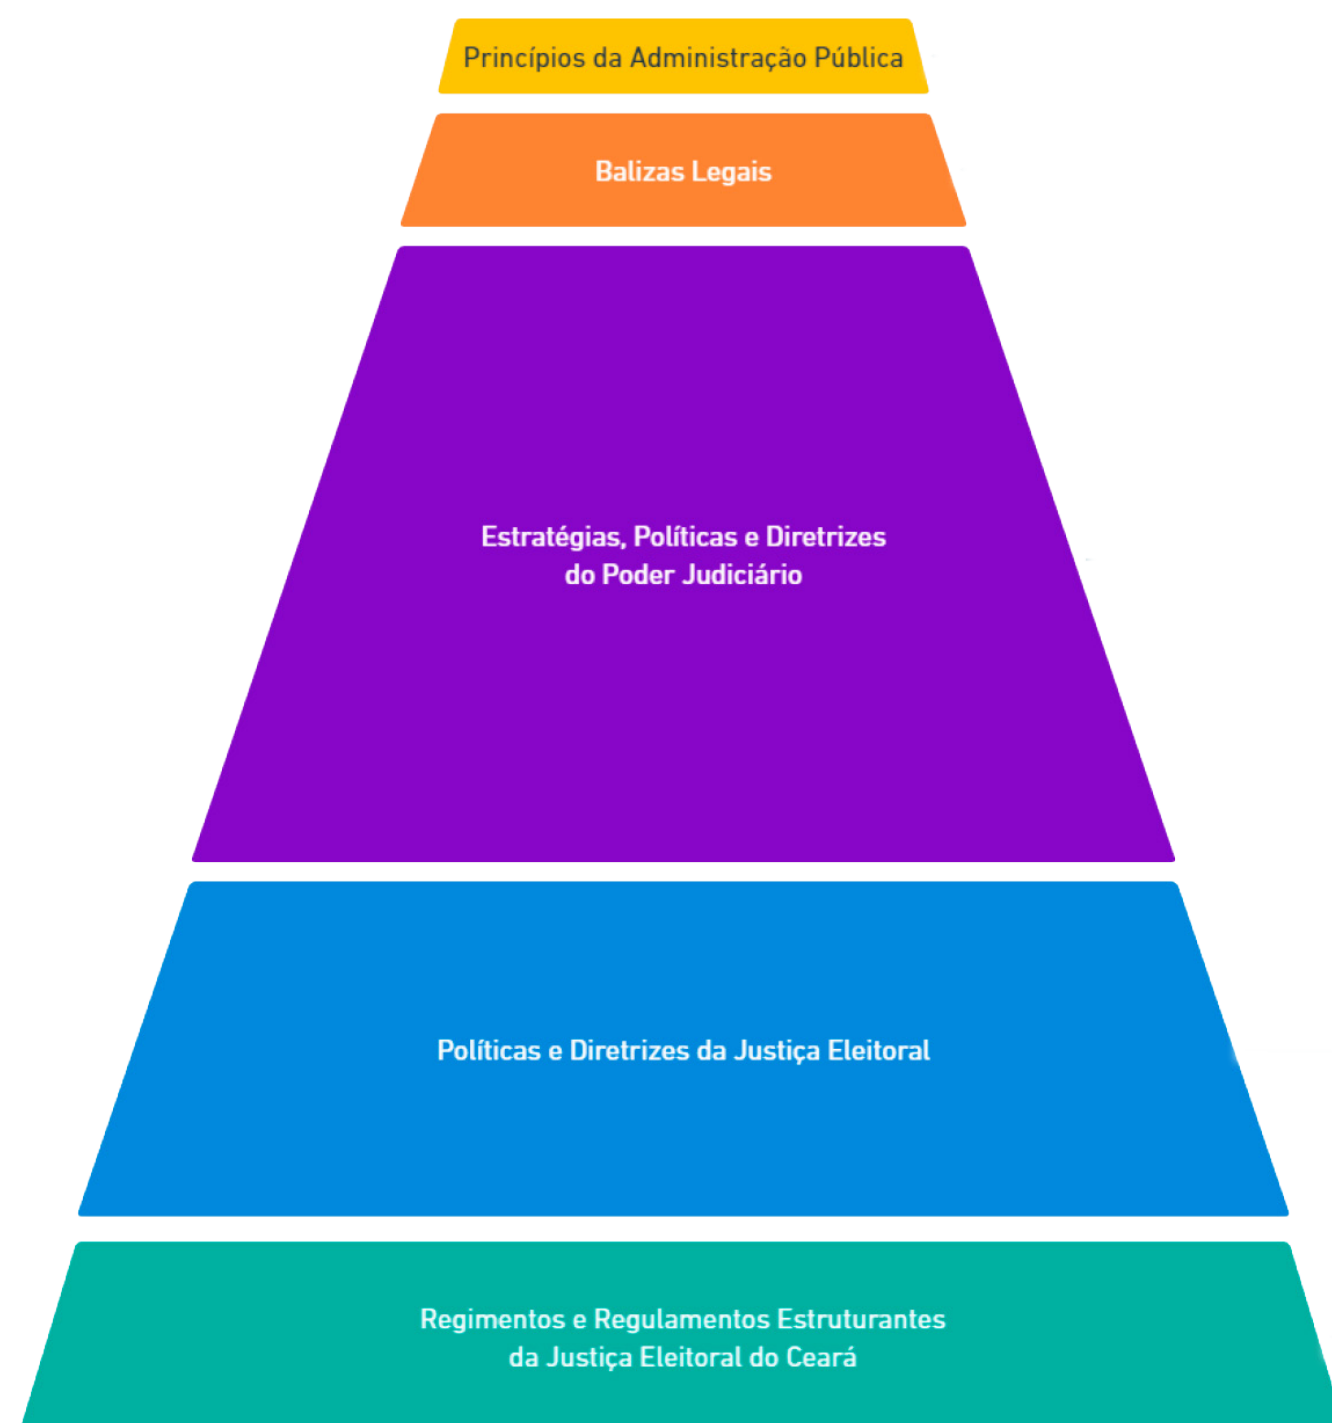 Princípios da Administração Pública
Balizas Legais
Estratégias, Políticas e Diretrizes
do Poder Judiciário
Políticas e Diretrizes da Justiça Eleitoral
Regimentos e Regulamentos Estruturantes
da Justiça Eleitoral do Ceará